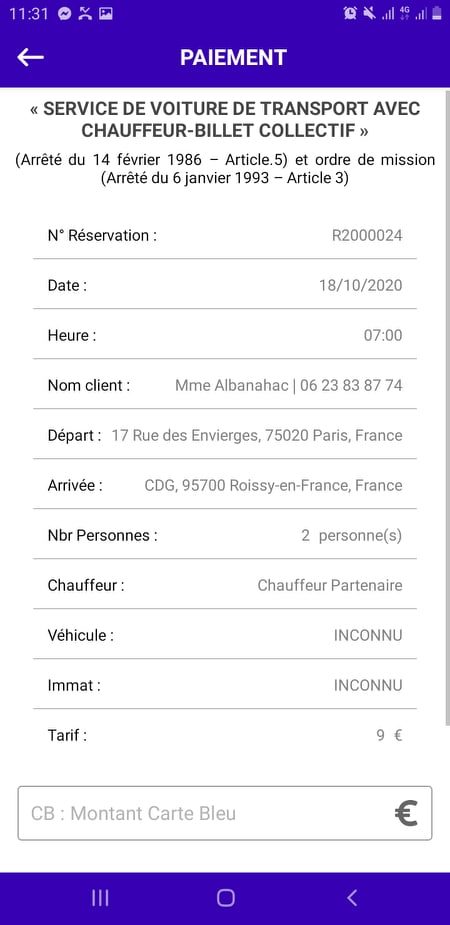 11:31
4G
PAIEMENT
« SERVICE DE VOITURE DE TRANSPORT AVEC
CHAUFFEUR-BILLET COLLECTIF »
(Arrêté du 14 février 1986 – Article.5) et ordre de mission
(Arrêté du 6 janvier 1993 – Article 3)
N° Réservation : R2000024
Date : 18/10/2020
Heure : 07:00
Nom client : Mme Albanahac | 06 23 83 87 74
Départ : 17 Rue des Envierges, 75020 Paris, France
Arrivée : CDG, 95700 Roissy-en-France, France
Nbr Personnes : 2 personne(s)
Chauffeur : Chauffeur Partenaire
Véhicule : INCONNU
Immat : INCONNU
Tarif : 9 €
CB : Montant Carte Bleu €